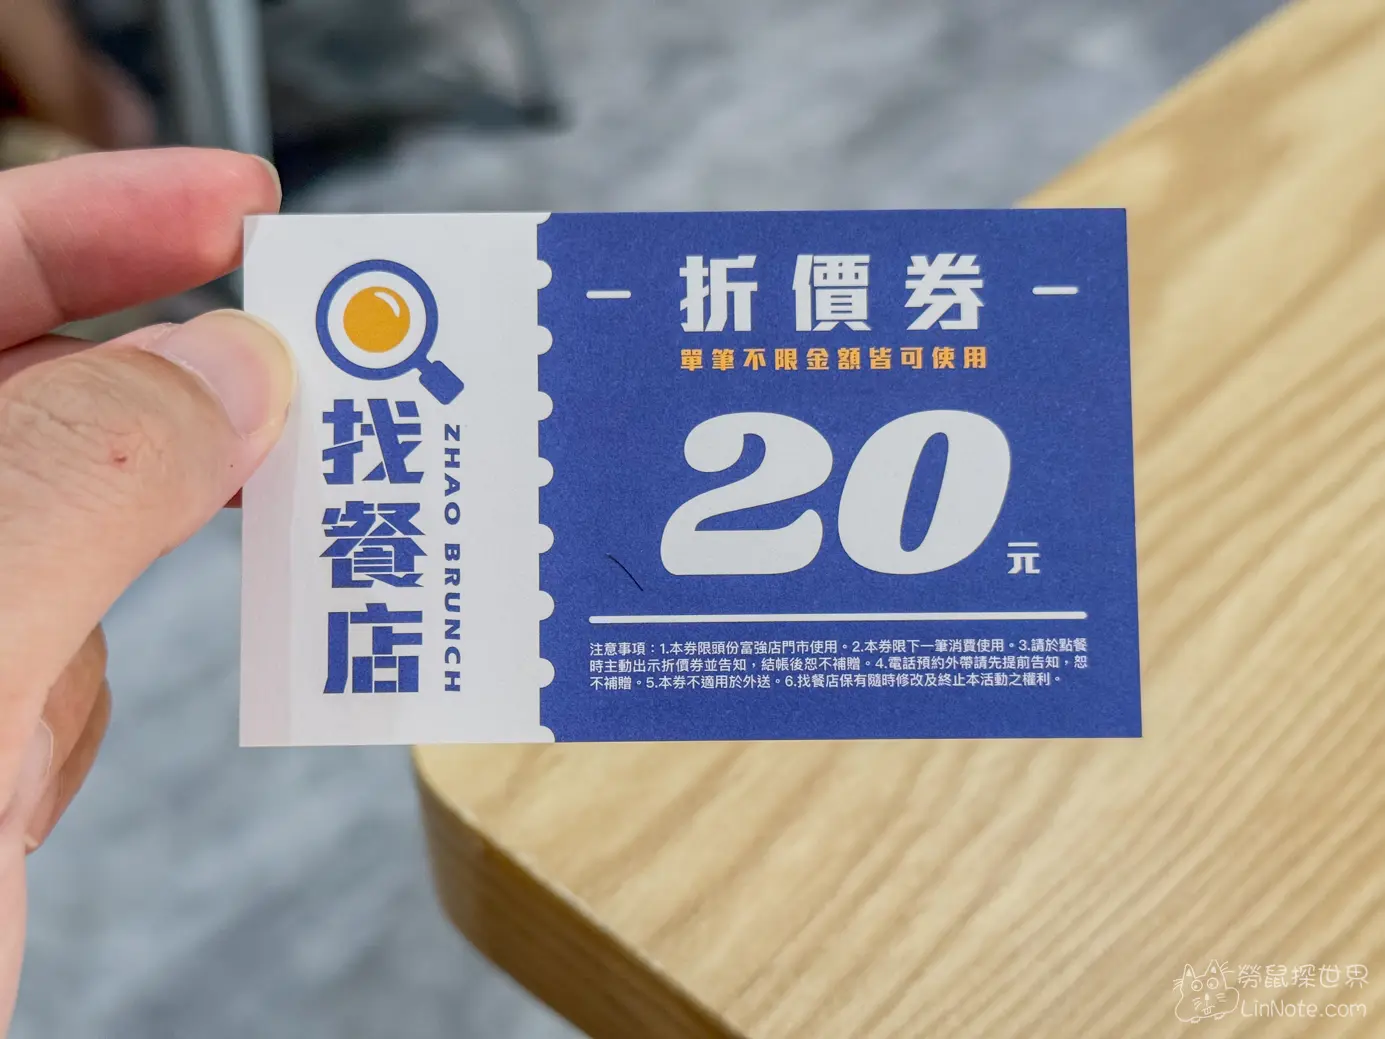 找餐店
ZHAO BRUNCH
折價券
單筆不限金額皆可使用
20元
注意事項：1.本券限頭份富強店門市使用。2.本券限下一筆消費使用。3.請於點餐
時主動出示折價券並告知，結帳後恕不補贈。4.電話預約外帶請先提前告知，恕
不補贈。5.本券不適用於外送。6.找餐店保有隨時修改及終止本活動之權利。
勞鼠探世界
LinNote.com